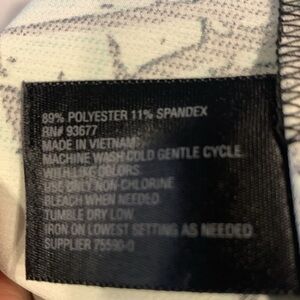 89% POLYESTER 11% SPANDEX
RN# 93677
MADE IN VIETNAM
MACHINE WASH COLD GENTLE CYCLE
WITH LIKE COLORS.
USE ONLY NON-CHLORINE
BLEACH WHEN NEEDED
TUMBLE DRY LOW.
IRON ON LOWEST SETTING AS NEEDED
SUPPLIER 75590-0